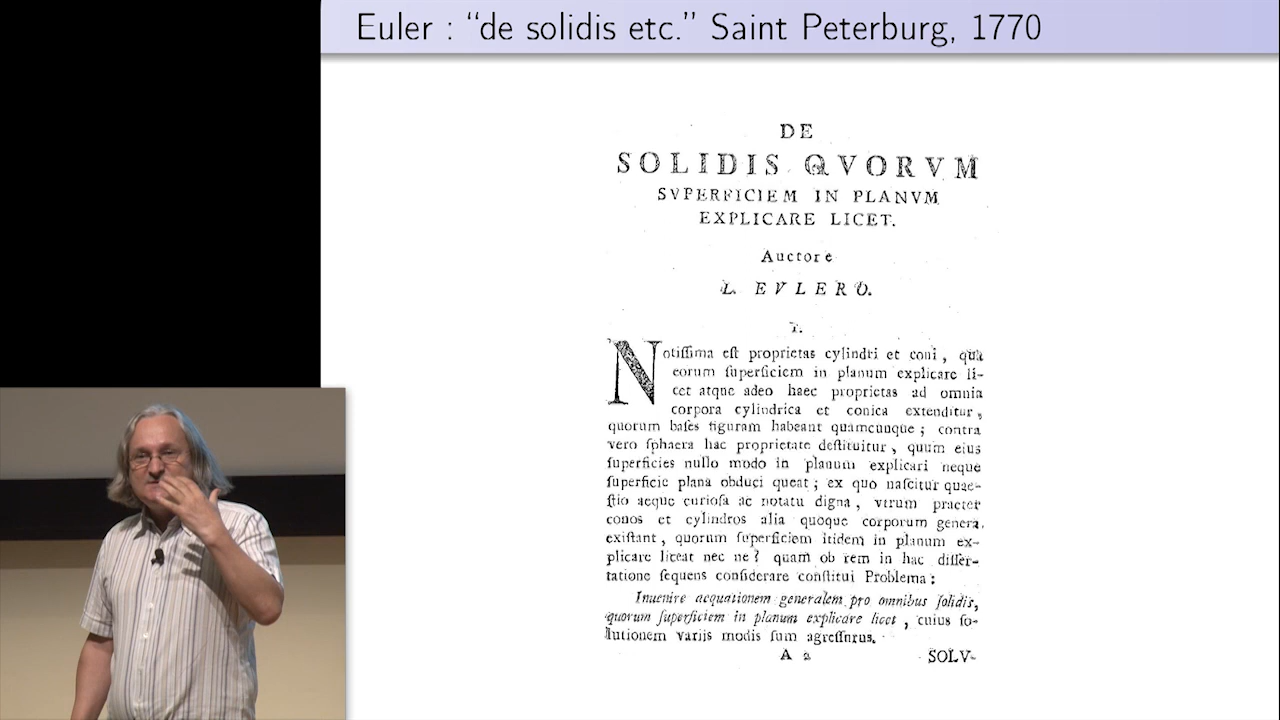 Euler : “de solidis etc.” Saint Peterburg, 1770
DE
SOLIDIS QVORVM
SVPERFICIEM IN PLANVM
EXPLICARE LICET.
Auctore
L. EVLERO.
I.
Notiſſima eſt proprietas cylindri et coni, qua
eorum ſuperficiem in planum explicare li-
cet atque adeo haec proprietas ad omnia
corpora cylindrica et conica extenditur,
quorum baſes figuram habeant quamcunque; contra
vero ſphaera hac proprietate deſtituitur, quum eius
ſuperficies nullo modo in planum explicari neque
ſuperficie plana obduci queat; ex quo naſcitur quae-
ſtio aeque curioſa ac notatu digna, vtrum praeter
conos et cylindros alia quoque corporum genera
exiſtant, quorum ſuperficiem itidem in planum ex-
plicare liceat nec ne? quam ob rem in hac diſſer-
tatione ſequens conſiderare conſtitui Problema:
Inuenire aequationem generalem pro omnibus ſolidis,
quorum ſuperficiem in planum explicare licet, cuius ſo-
lutionem varijs modis ſum agreſſurus.
A 2 SOLV-